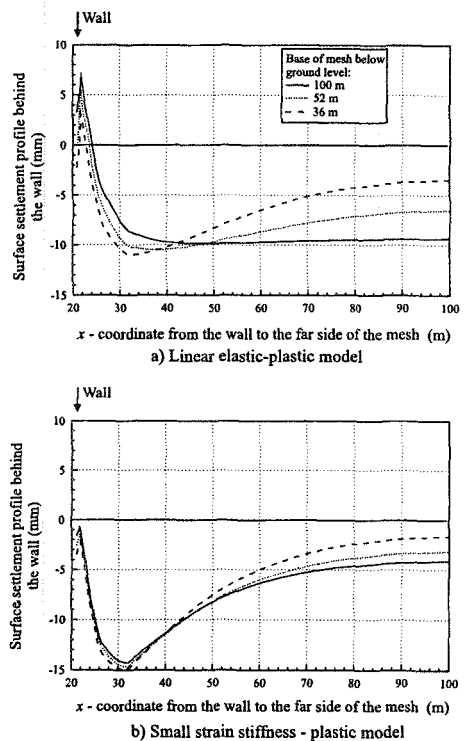 Wall
10
5
0
-5
-10
-15
Surface settlement profile behind
the wall (mm)
Base of mesh below
ground level:
100 m
52 m
36 m
20 30 40 50 60 70 80 90 100
x - coordinate from the wall to the far side of the mesh (m)
a) Linear elastic-plastic model
Wall
10
5
0
-5
-10
-15
Surface settlement profile behind
the wall (mm)
20 30 40 50 60 70 80 90 100
x - coordinate from the wall to the far side of the mesh (m)
b) Small strain stiffness - plastic model